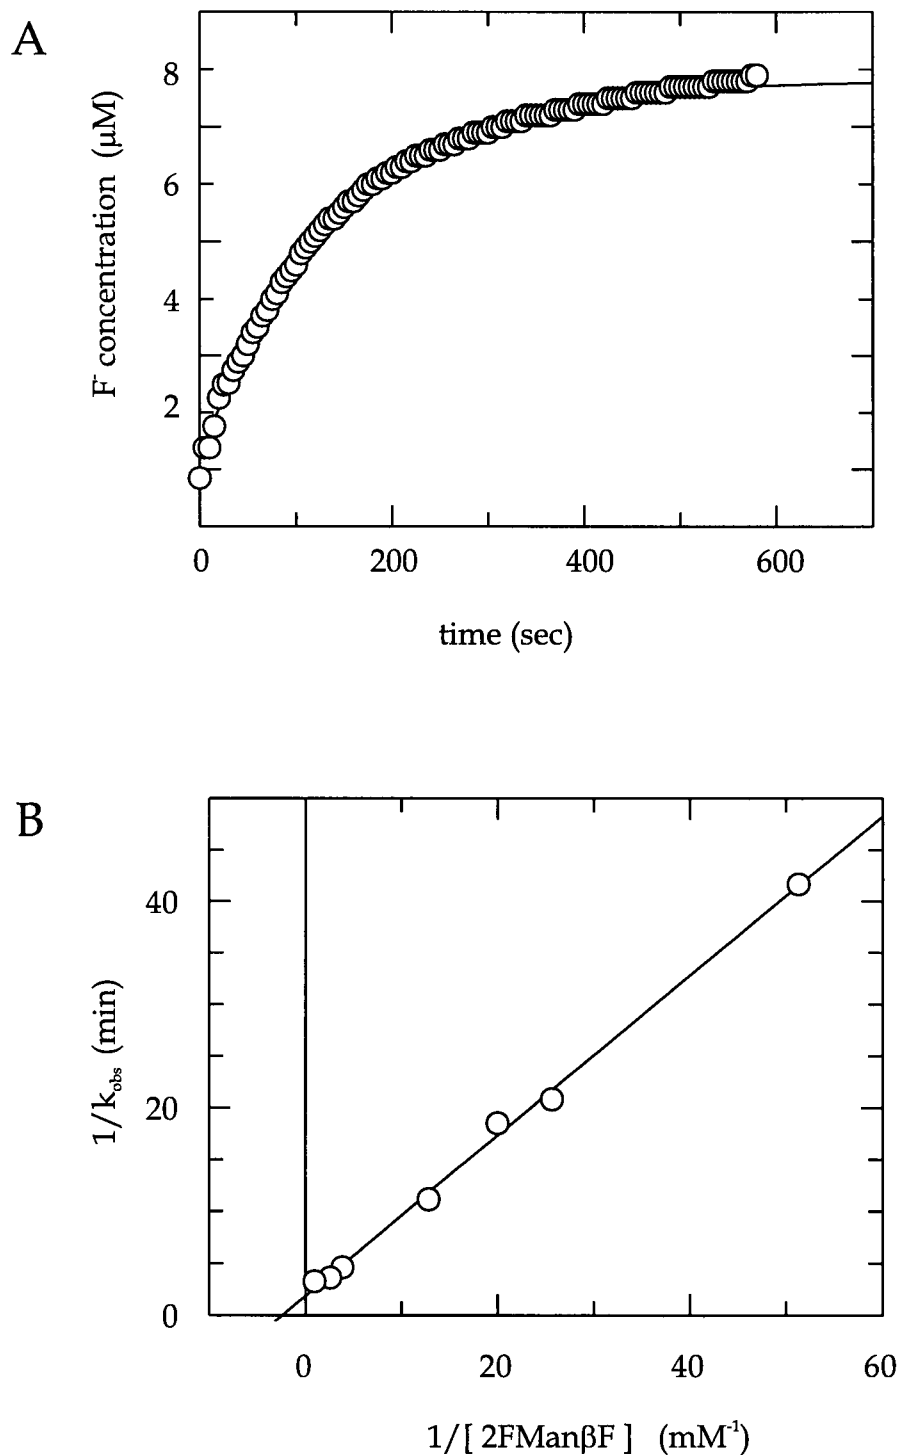 A
F⁻ concentration (µM)
8
6
4
2
0 200 400 600
time (sec)
B
1/k_obs (min)
40
20
0
0 20 40 60
1/[ 2FManβF ] (mM⁻¹)